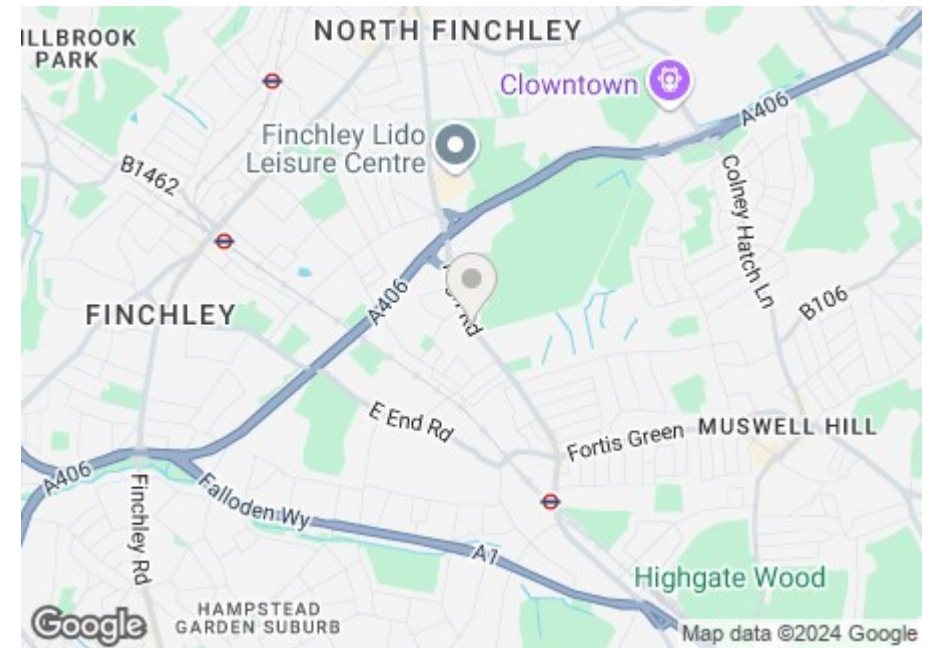 ILLBROOK
PARK
NORTH FINCHLEY
Clowntown
A406
Finchley Lido
Leisure Centre
B1462
Colney Hatch Ln
A406
Rd
B106
FINCHLEY
E End Rd
Fortis Green
MUSWELL HILL
A406
Finchley Rd
Falloden Wy
A1
Highgate Wood
HAMPSTEAD
GARDEN SUBURB
Google
Map data ©2024 Google